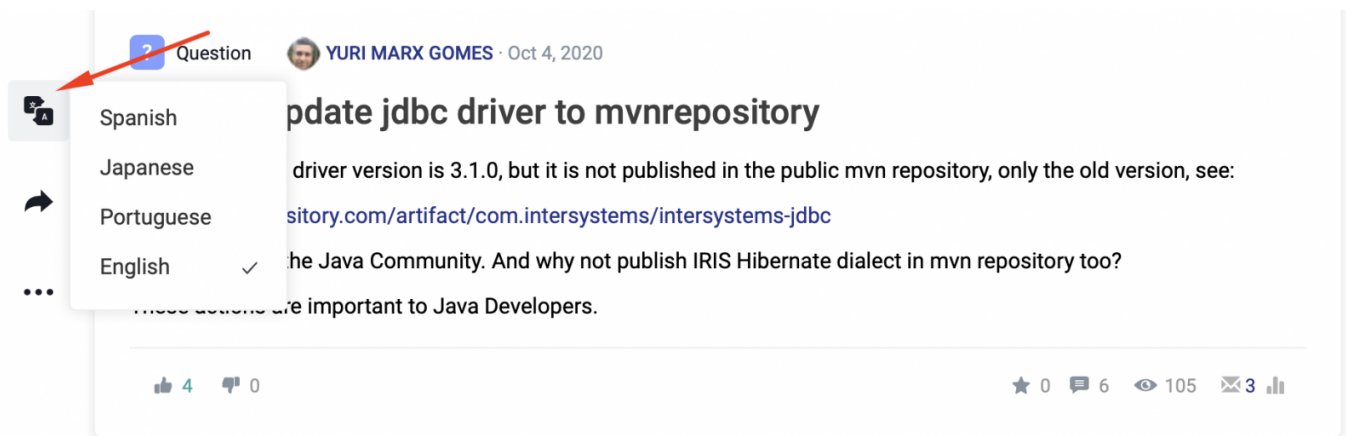 ? Question YURI MARX GOMES · Oct 4, 2020
Spanish
pdate jdbc driver to mvnrepository
Japanese
driver version is 3.1.0, but it is not published in the public mvn repository, only the old version, see:
Portuguese
sitory.com/artifact/com.intersystems/intersystems-jdbc
English
the Java Community. And why not publish IRIS Hibernate dialect in mvn repository too?
are important to Java Developers.
4 0 0 6 105 3